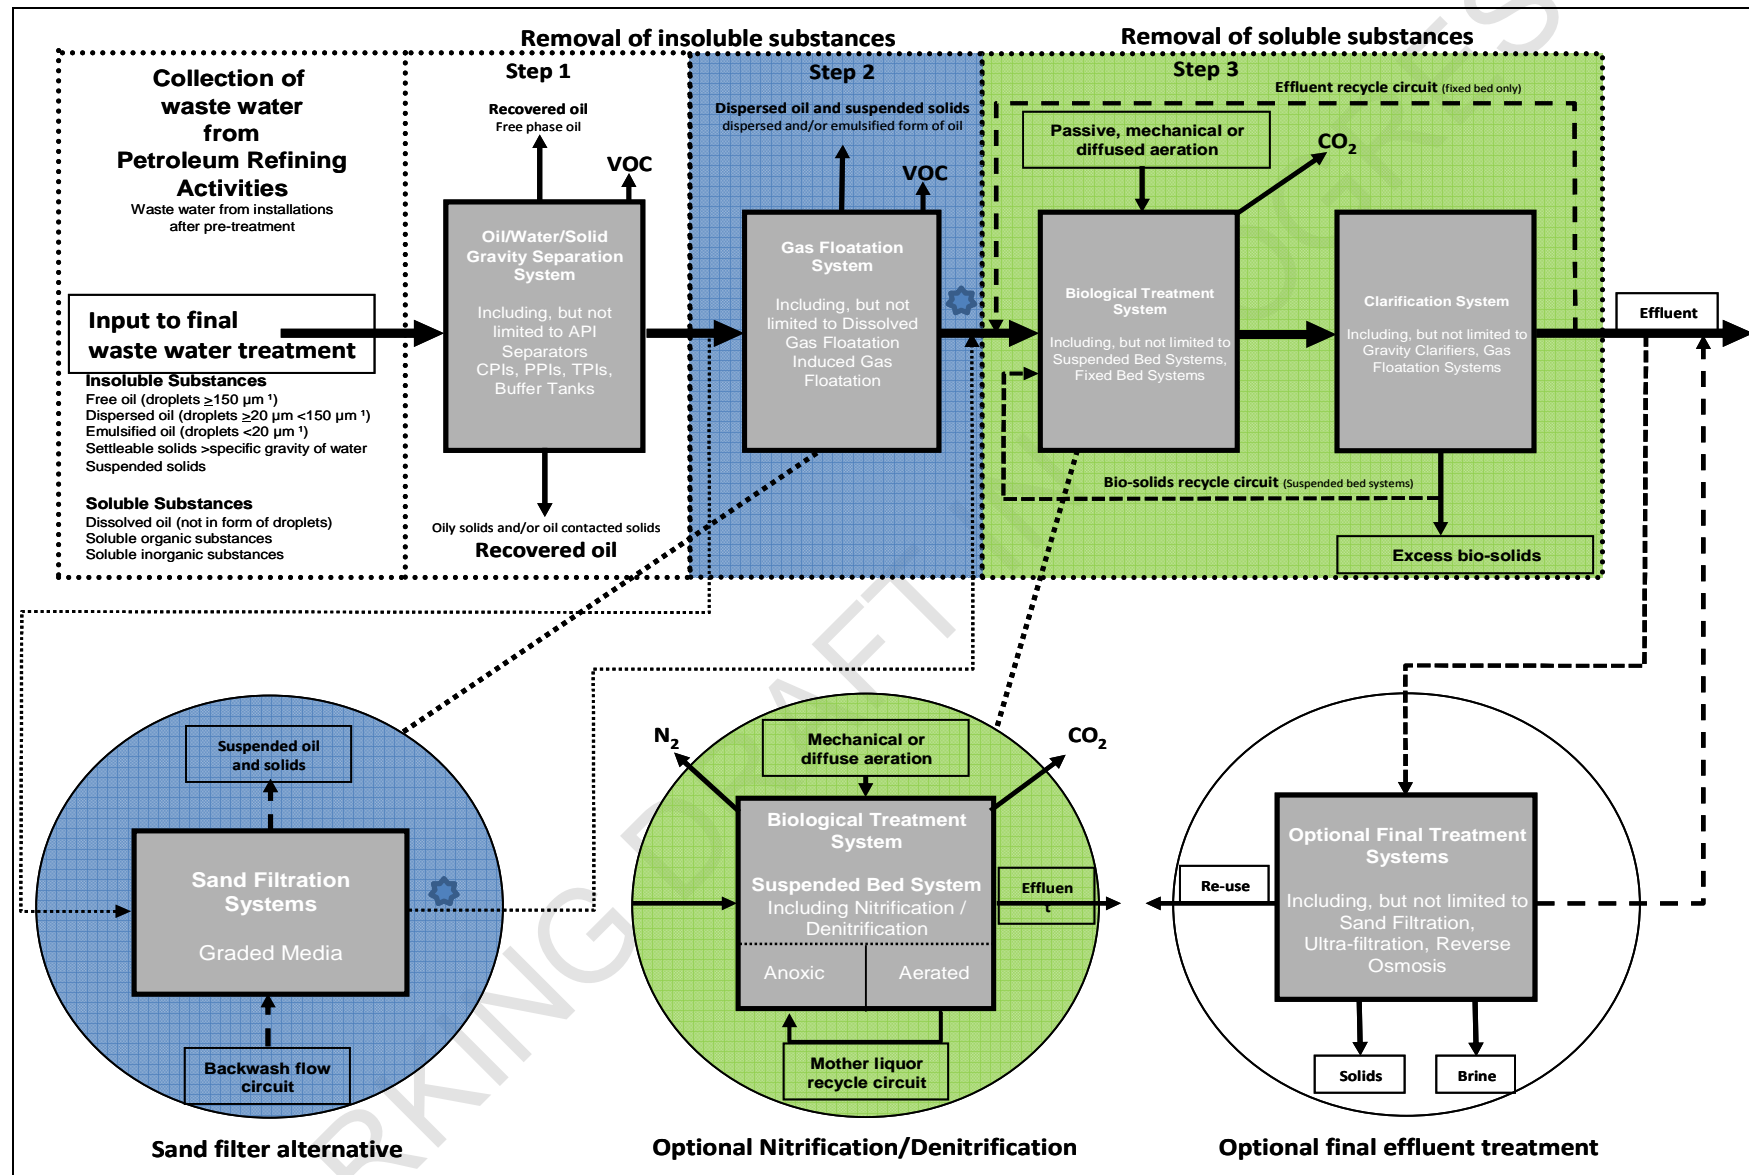 Removal of insoluble substances
Removal of soluble substances
Collection of
waste water
from
Petroleum Refining
Activities
Waste water from installations
after pre-treatment
Input to final
waste water treatment
Insoluble Substances
Free oil (droplets ≥150 µm ¹)
Dispersed oil (droplets ≥20 µm <150 µm ¹)
Emulsified oil (droplets <20 µm ¹)
Settleable solids >specific gravity of water
Suspended solids
Soluble Substances
Dissolved oil (not in form of droplets)
Soluble organic substances
Soluble inorganic substances
Step 1
Recovered oil
Free phase oil
VOC
Oil/Water/Solid
Gravity Separation
System
Including, but not
limited to API
Separators
CPIs, PPIs, TPIs,
Buffer Tanks
Oily solids and/or oil contacted solids
Recovered oil
Step 2
Dispersed oil and suspended solids
dispersed and/or emulsified form of oil
VOC
Gas Floatation
System
Including, but not
limited to Dissolved
Gas Floatation
Induced Gas
Floatation
Step 3
Effluent recycle circuit (fixed bed only)
Passive, mechanical or
diffused aeration
CO2
Biological Treatment
System
Including, but not limited to
Suspended Bed Systems,
Fixed Bed Systems
Clarification System
Including, but not limited to
Gravity Clarifiers, Gas
Floatation Systems
Effluent
Bio-solids recycle circuit (Suspended bed systems)
Excess bio-solids
Suspended oil
and solids
Sand Filtration
Systems
Graded Media
Backwash flow
circuit
Sand filter alternative
N2
Mechanical or
diffuse aeration
CO2
Biological Treatment
System
Suspended Bed System
Including Nitrification /
Denitrification
Anoxic
Aerated
Effluen
t
Mother liquor
recycle circuit
Optional Nitrification/Denitrification
Optional Final Treatment
Systems
Including, but not limited to
Sand Filtration,
Ultra-filtration, Reverse
Osmosis
Re-use
Solids
Brine
Optional final effluent treatment
RKING DRAFT IN
OGRES